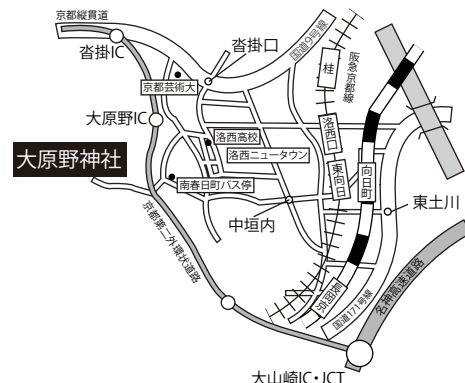 京都縦貫道
沓掛IC
沓掛口
国道9号線
阪急京都線
桂
京都芸術大
大原野IC
洛西高校
洛西ニュータウン
洛西口
大原野神社
東向日
向日町
南春日町バス停
中垣内
東土川
京都第二外環状道路
長岡京
国道171号線
名神高速道路
大山崎IC・JCT